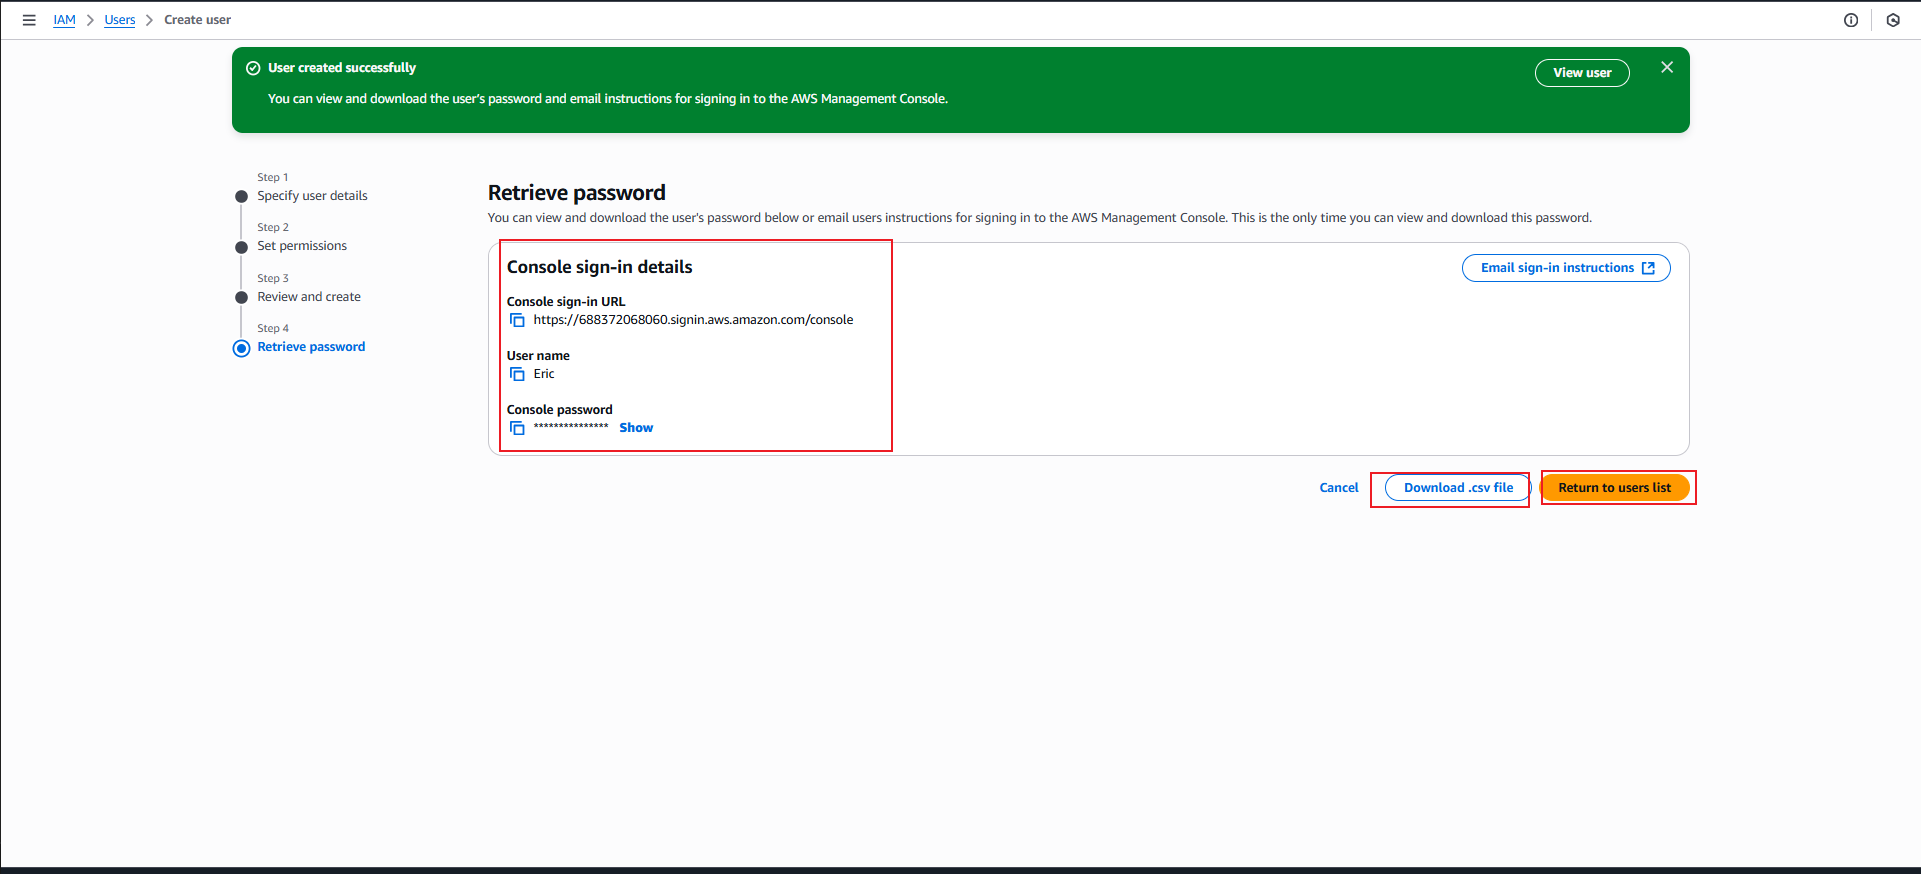 IAM > Users > Create user
User created successfully
View user
You can view and download the user's password and email instructions for signing in to the AWS Management Console.
Step 1
Specify user details
Step 2
Set permissions
Step 3
Review and create
Step 4
Retrieve password
Retrieve password
You can view and download the user's password below or email users instructions for signing in to the AWS Management Console. This is the only time you can view and download this password.
Console sign-in details
Email sign-in instructions
Console sign-in URL
https://688372068060.signin.aws.amazon.com/console
User name
Eric
Console password
*************** Show
Cancel
Download .csv file
Return to users list